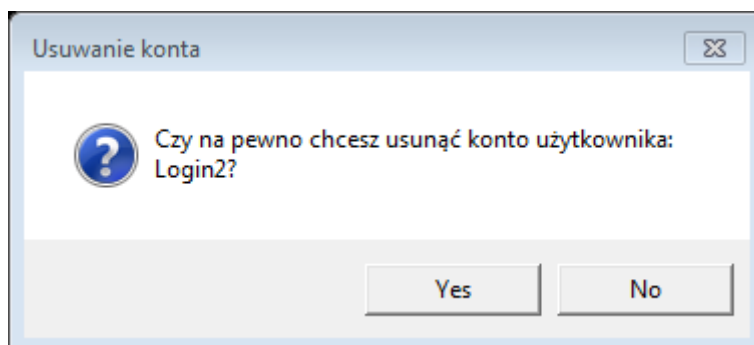 Usuwanie konta
Czy na pewno chcesz usunąć konto użytkownika:
Login2?
Yes
No